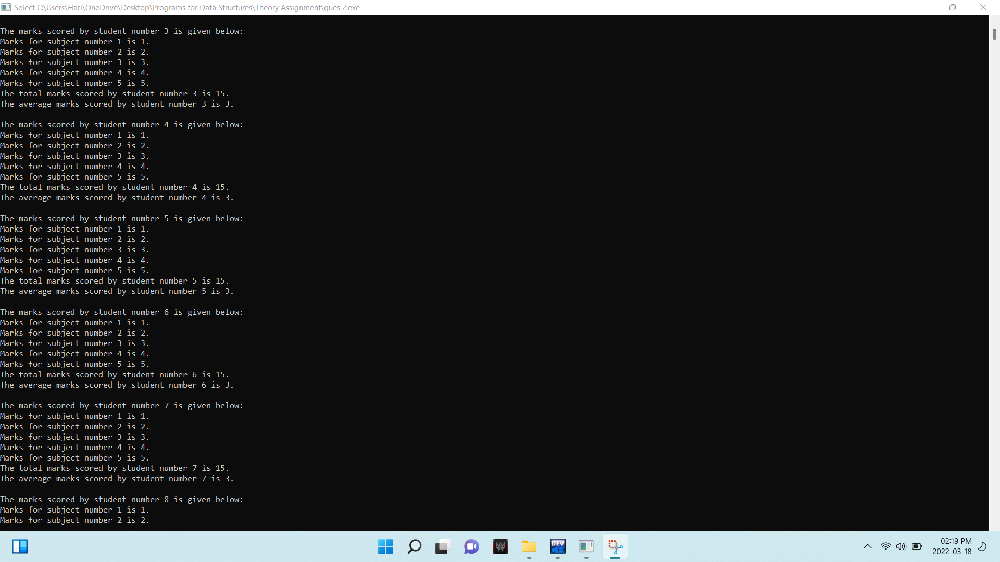 Select C:\Users\Hari\OneDrive\Desktop\Programs for Data Structures\Theory Assignment\ques 2.exe
The marks scored by student number 3 is given below:
Marks for subject number 1 is 1.
Marks for subject number 2 is 2.
Marks for subject number 3 is 3.
Marks for subject number 4 is 4.
Marks for subject number 5 is 5.
The total marks scored by student number 3 is 15.
The average marks scored by student number 3 is 3.
The marks scored by student number 4 is given below:
Marks for subject number 1 is 1.
Marks for subject number 2 is 2.
Marks for subject number 3 is 3.
Marks for subject number 4 is 4.
Marks for subject number 5 is 5.
The total marks scored by student number 4 is 15.
The average marks scored by student number 4 is 3.
The marks scored by student number 5 is given below:
Marks for subject number 1 is 1.
Marks for subject number 2 is 2.
Marks for subject number 3 is 3.
Marks for subject number 4 is 4.
Marks for subject number 5 is 5.
The total marks scored by student number 5 is 15.
The average marks scored by student number 5 is 3.
The marks scored by student number 6 is given below:
Marks for subject number 1 is 1.
Marks for subject number 2 is 2.
Marks for subject number 3 is 3.
Marks for subject number 4 is 4.
Marks for subject number 5 is 5.
The total marks scored by student number 6 is 15.
The average marks scored by student number 6 is 3.
The marks scored by student number 7 is given below:
Marks for subject number 1 is 1.
Marks for subject number 2 is 2.
Marks for subject number 3 is 3.
Marks for subject number 4 is 4.
Marks for subject number 5 is 5.
The total marks scored by student number 7 is 15.
The average marks scored by student number 7 is 3.
The marks scored by student number 8 is given below:
Marks for subject number 1 is 1.
Marks for subject number 2 is 2.
DEV
C++
02:19 PM
2022-03-18